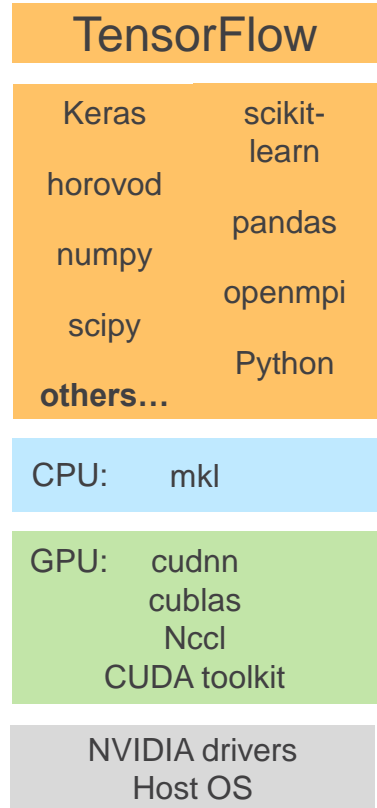 TensorFlow
Keras
horovod
numpy
scipy
others…
scikit-
learn
pandas
openmpi
Python
CPU: mkl
GPU: cudnn
cublas
Nccl
CUDA toolkit
NVIDIA drivers
Host OS